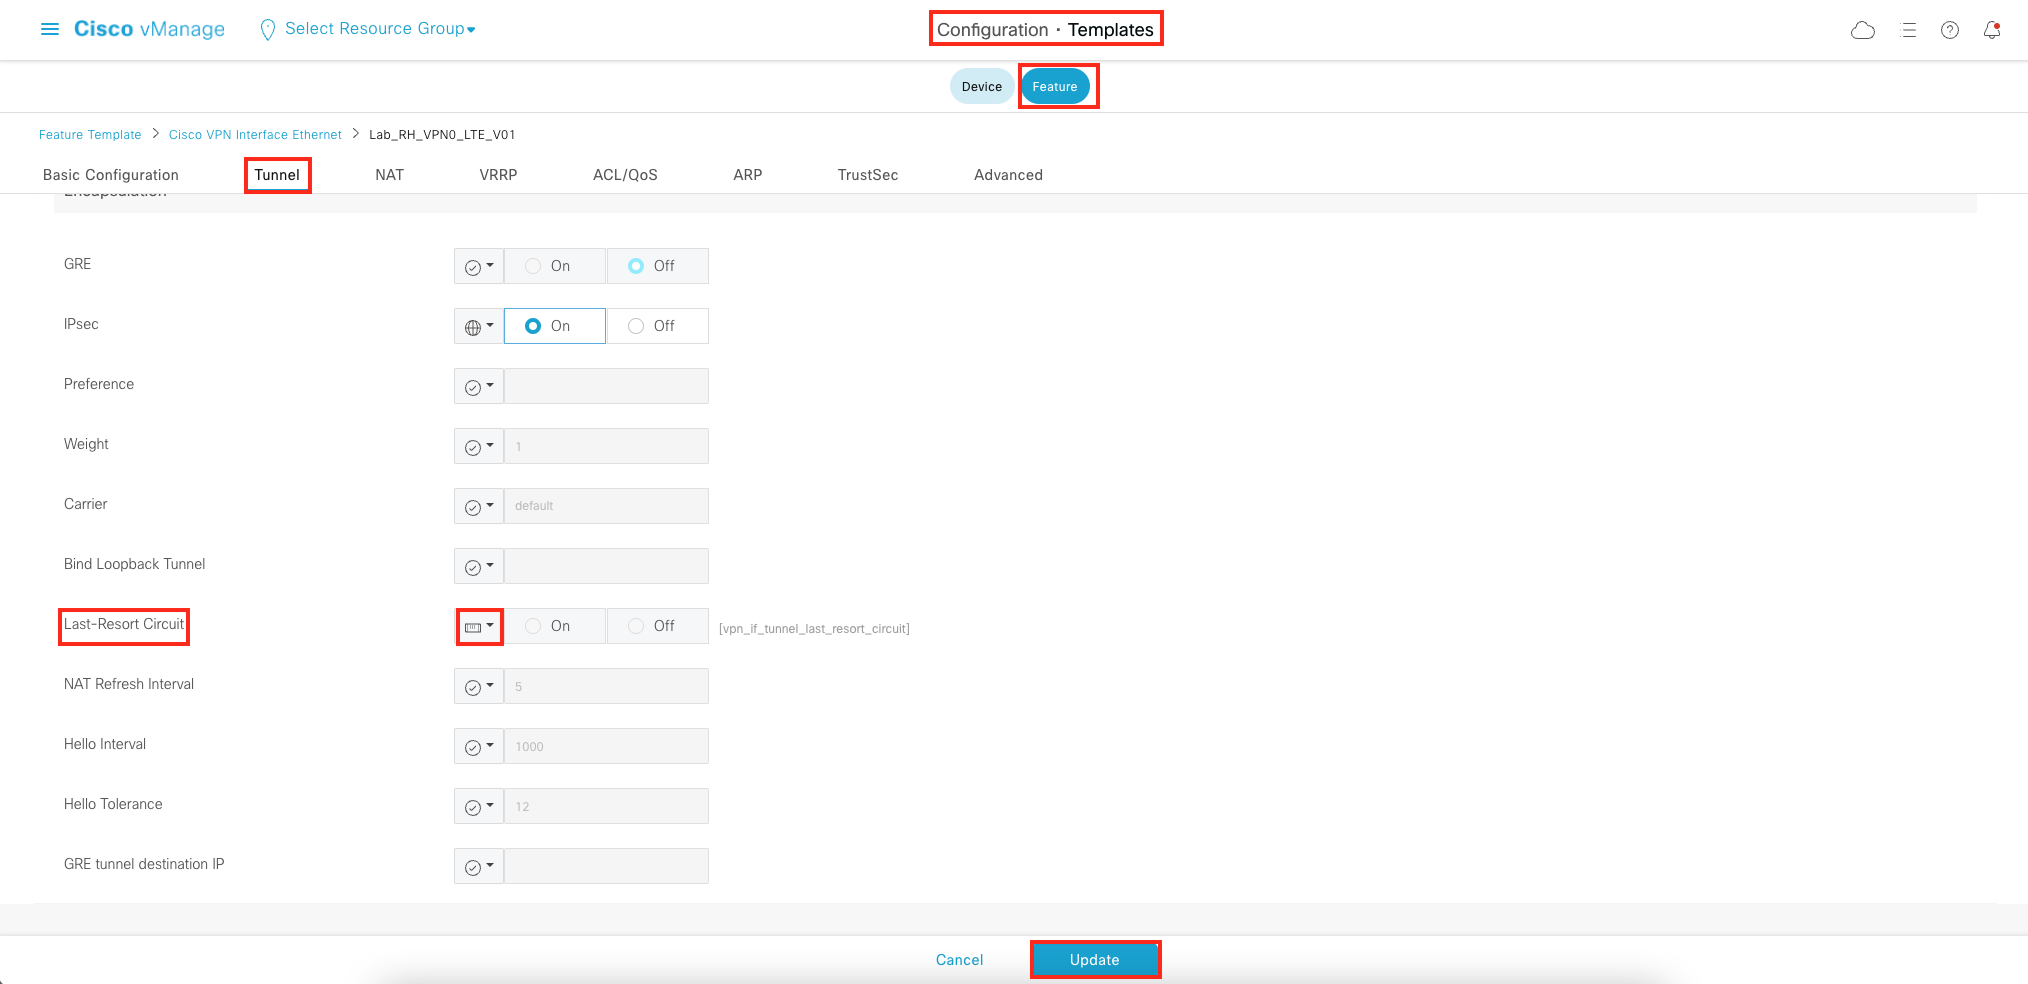 Cisco vManage Select Resource Group Configuration · Templates
Device Feature
Feature Template > Cisco VPN Interface Ethernet > Lab_RH_VPN0_LTE_V01
Basic Configuration Tunnel NAT VRRP ACL/QoS ARP TrustSec Advanced
Encapsulation
GRE On Off
IPsec On Off
Preference
Weight 1
Carrier default
Bind Loopback Tunnel
Last-Resort Circuit On Off [vpn_if_tunnel_last_resort_circuit]
NAT Refresh Interval 5
Hello Interval 1000
Hello Tolerance 12
GRE tunnel destination IP
Cancel Update